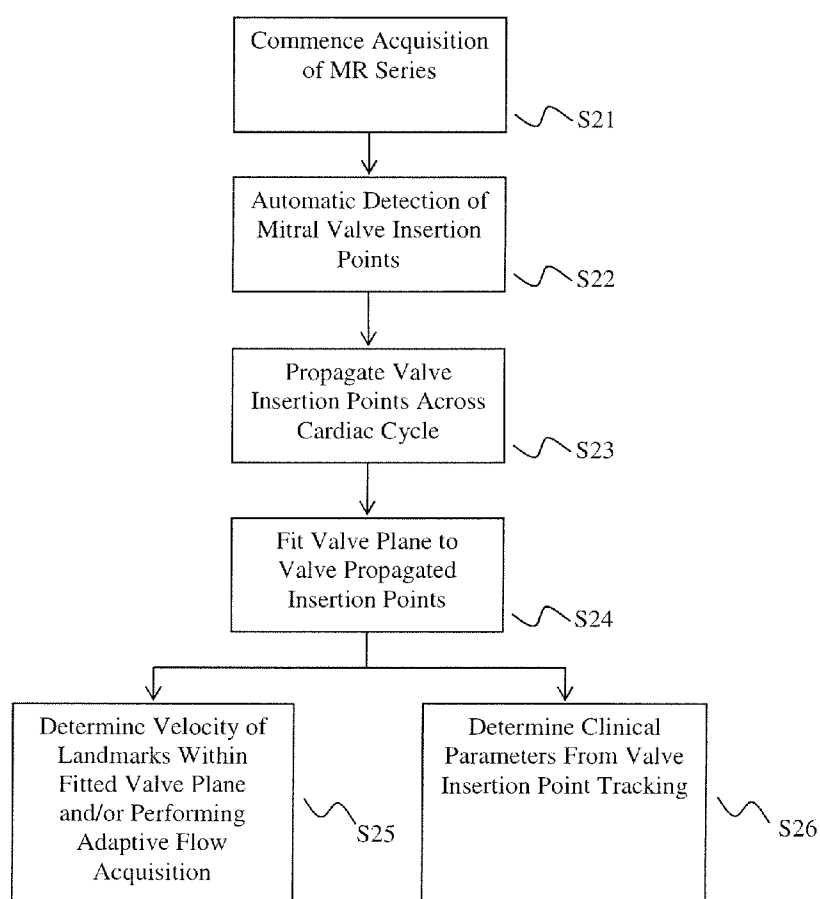 Commence Acquisition
of MR Series
S21
Automatic Detection of
Mitral Valve Insertion
Points
S22
Propagate Valve
Insertion Points Across
Cardiac Cycle
S23
Fit Valve Plane to
Valve Propagated
Insertion Points
S24
Determine Velocity of
Landmarks Within
Fitted Valve Plane
and/or Performing
Adaptive Flow
Acquisition
S25
Determine Clinical
Parameters From Valve
Insertion Point Tracking
S26